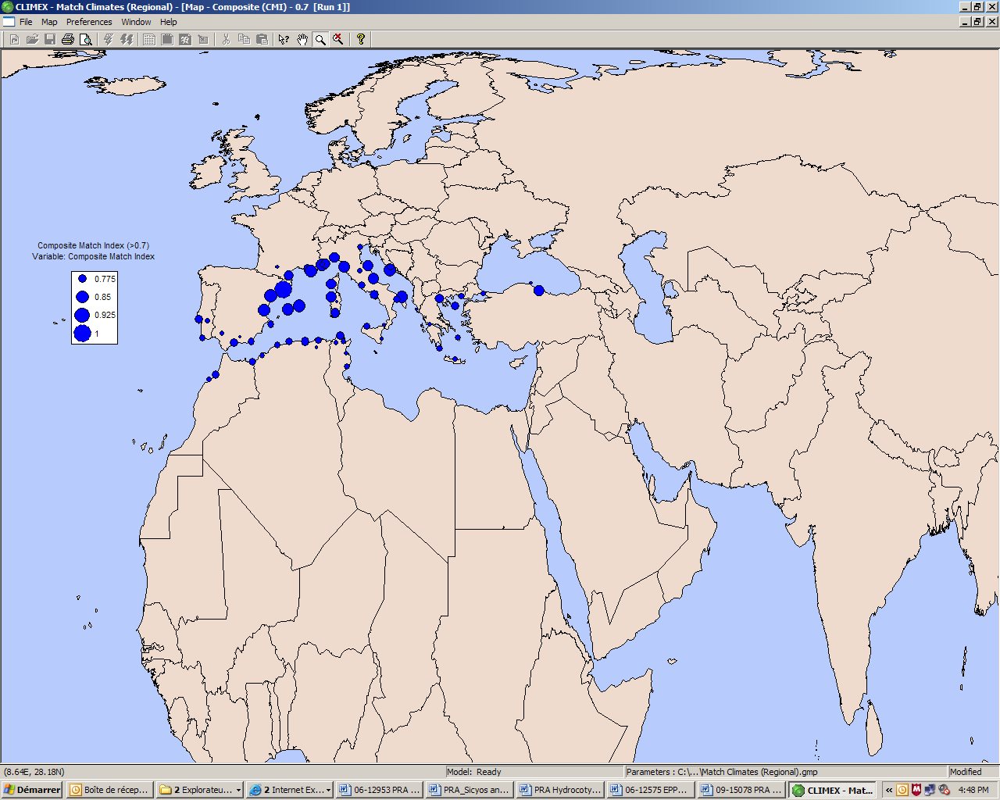 CLIMEX - Match Climates (Regional) - [Map - Composite (CMI) - 0.7 [Run 1]]
File Map Preferences Window Help
Composite Match Index (>0.7)
Variable: Composite Match Index
0.775
0.85
0.925
1
(8.64E, 28.18N) Model: Ready Parameters : C:\...\Match Climates (Regional).gmp Modified
Démarrer Boîte de récep... 2 Explorateu... 2 Internet Ex... 06-12953 PRA ... PRA_Sicyos an... PRA Hydrocoty... 06-12575 EPP... 09-15078 PRA ... CLIMEX - Mat... « 4:48 PM